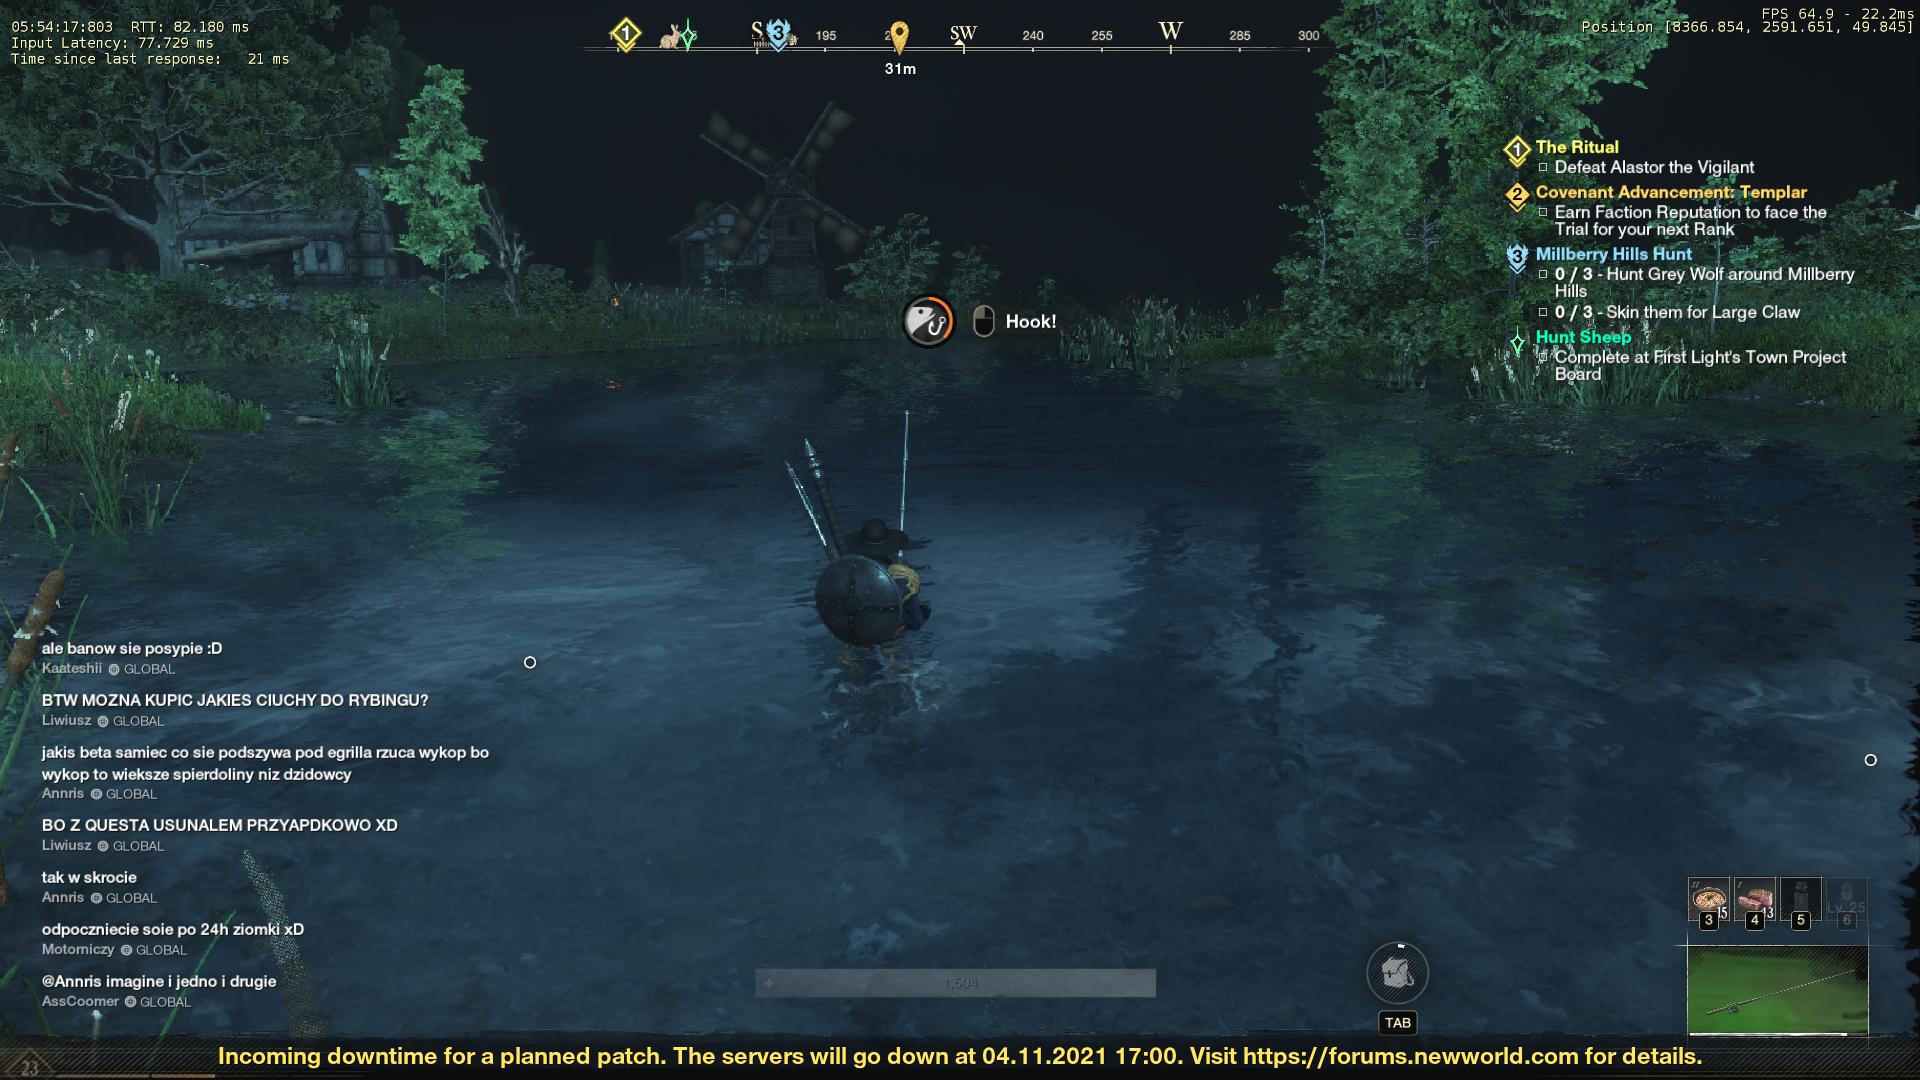 05:54:17:803 RTT: 82.180 ms
Input Latency: 77.729 ms
Time since last response: 21 ms
FPS 64.9 - 22.2ms
Position [8366.854, 2591.651, 49.845]
1
S
3
195
SW
240
255
W
285
300
31m
1 The Ritual
Defeat Alastor the Vigilant
2 Covenant Advancement: Templar
Earn Faction Reputation to face the
Trial for your next Rank
3 Millberry Hills Hunt
0 / 3 - Hunt Grey Wolf around Millberry
Hills
0 / 3 - Skin them for Large Claw
Hunt Sheep
Complete at First Light's Town Project
Board
Hook!
ale banow sie posypie :D
Kaateshii GLOBAL
BTW MOZNA KUPIC JAKIES CIUCHY DO RYBINGU?
Liwiusz GLOBAL
jakis beta samiec co sie podszywa pod egrilla rzuca wykop bo
wykop to wieksze spierdoliny niz dzidowcy
Annris GLOBAL
BO Z QUESTA USUNALEM PRZYAPDKOWO XD
Liwiusz GLOBAL
tak w skrocie
Annris GLOBAL
odpoczniecie soie po 24h ziomki xD
Motorniczy GLOBAL
@Annris imagine i jedno i drugie
AssCoomer GLOBAL
1,504
TAB
15
13
Lv. 25
3
4
5
6
23
Incoming downtime for a planned patch. The servers will go down at 04.11.2021 17:00. Visit https://forums.newworld.com for details.